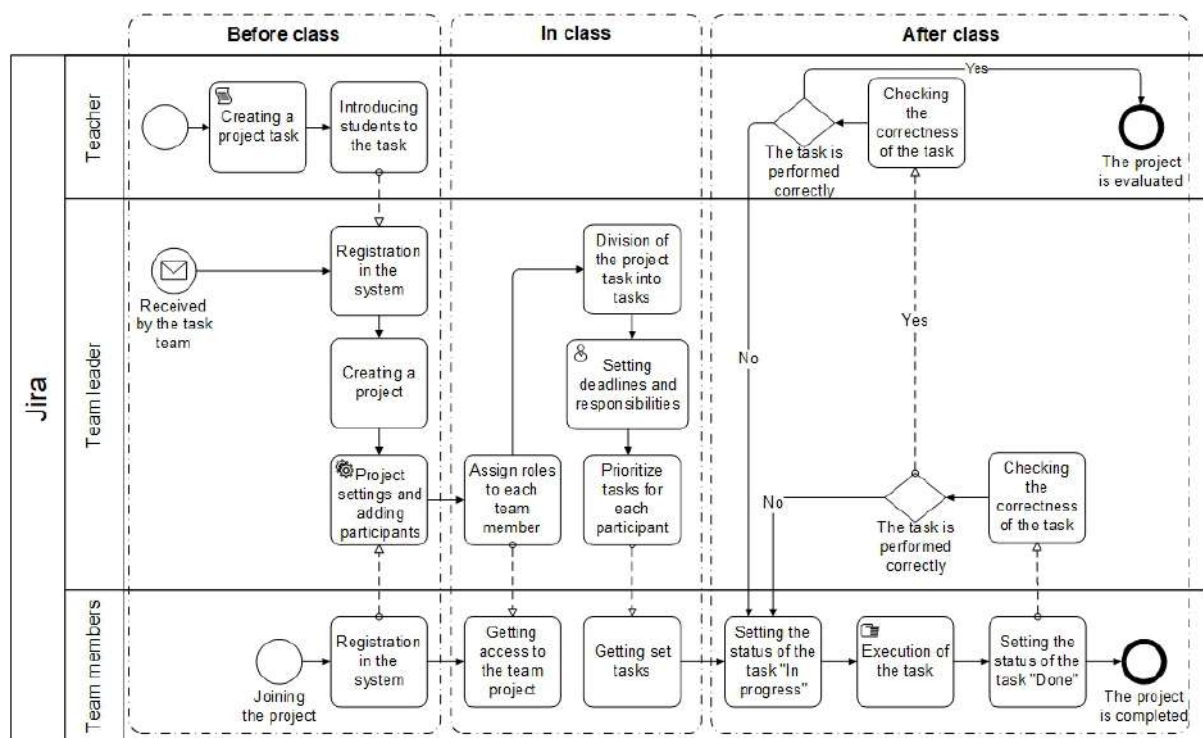 Before class
In class
After class
Jira
Teacher
Creating a
project task
Introducing
students to
the task
The task is
performed
correctly
Yes
Checking
the
correctness
of the task
The project
is evaluated
Team leader
Received
by the task
team
Registration
in the
system
Creating a
project
Project
settings and
adding
participants
Assign roles
to each
team
member
Division of
the project
task into
tasks
Setting
deadlines and
responsibilities
Prioritize
tasks for
each
participant
No
Yes
No
The task is
performed
correctly
Checking
the
correctness
of the task
Team members
Joining
the project
Registration
in the
system
Getting
access to
the team
project
Getting set
tasks
Setting the
status of the
task "In
progress"
Execution of
the task
Setting the
status of the
task "Done"
The project
is completed